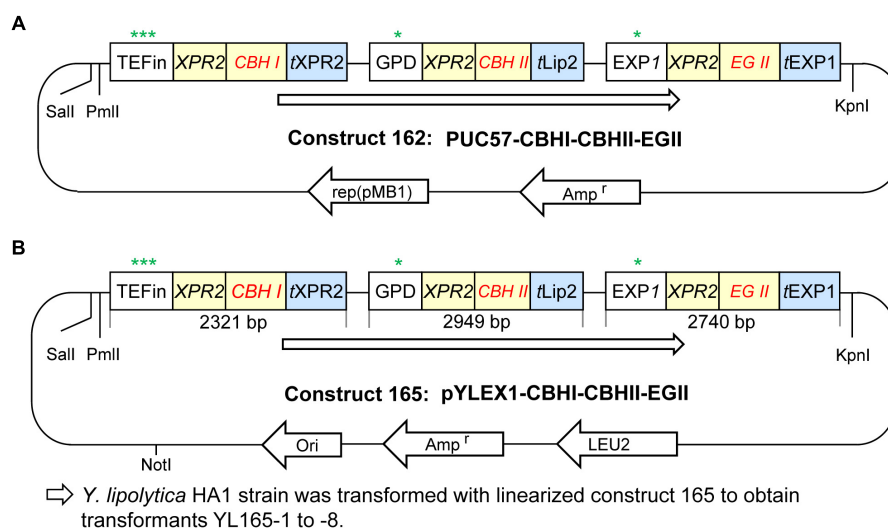 A
*** * *
TEFin XPR2 CBH I tXPR2 GPD XPR2 CBH II tLip2 EXP1 XPR2 EG II tEXP1
SalI PmlI KpnI
Construct 162: PUC57-CBHI-CBHII-EGII
rep(pMB1) Amp r
B
*** * *
TEFin XPR2 CBH I tXPR2 GPD XPR2 CBH II tLip2 EXP1 XPR2 EG II tEXP1
2321 bp 2949 bp 2740 bp
SalI PmlI KpnI
Construct 165: pYLEX1-CBHI-CBHII-EGII
Ori Amp r LEU2
NotI
Y. lipolytica HA1 strain was transformed with linearized construct 165 to obtain
transformants YL165-1 to -8.